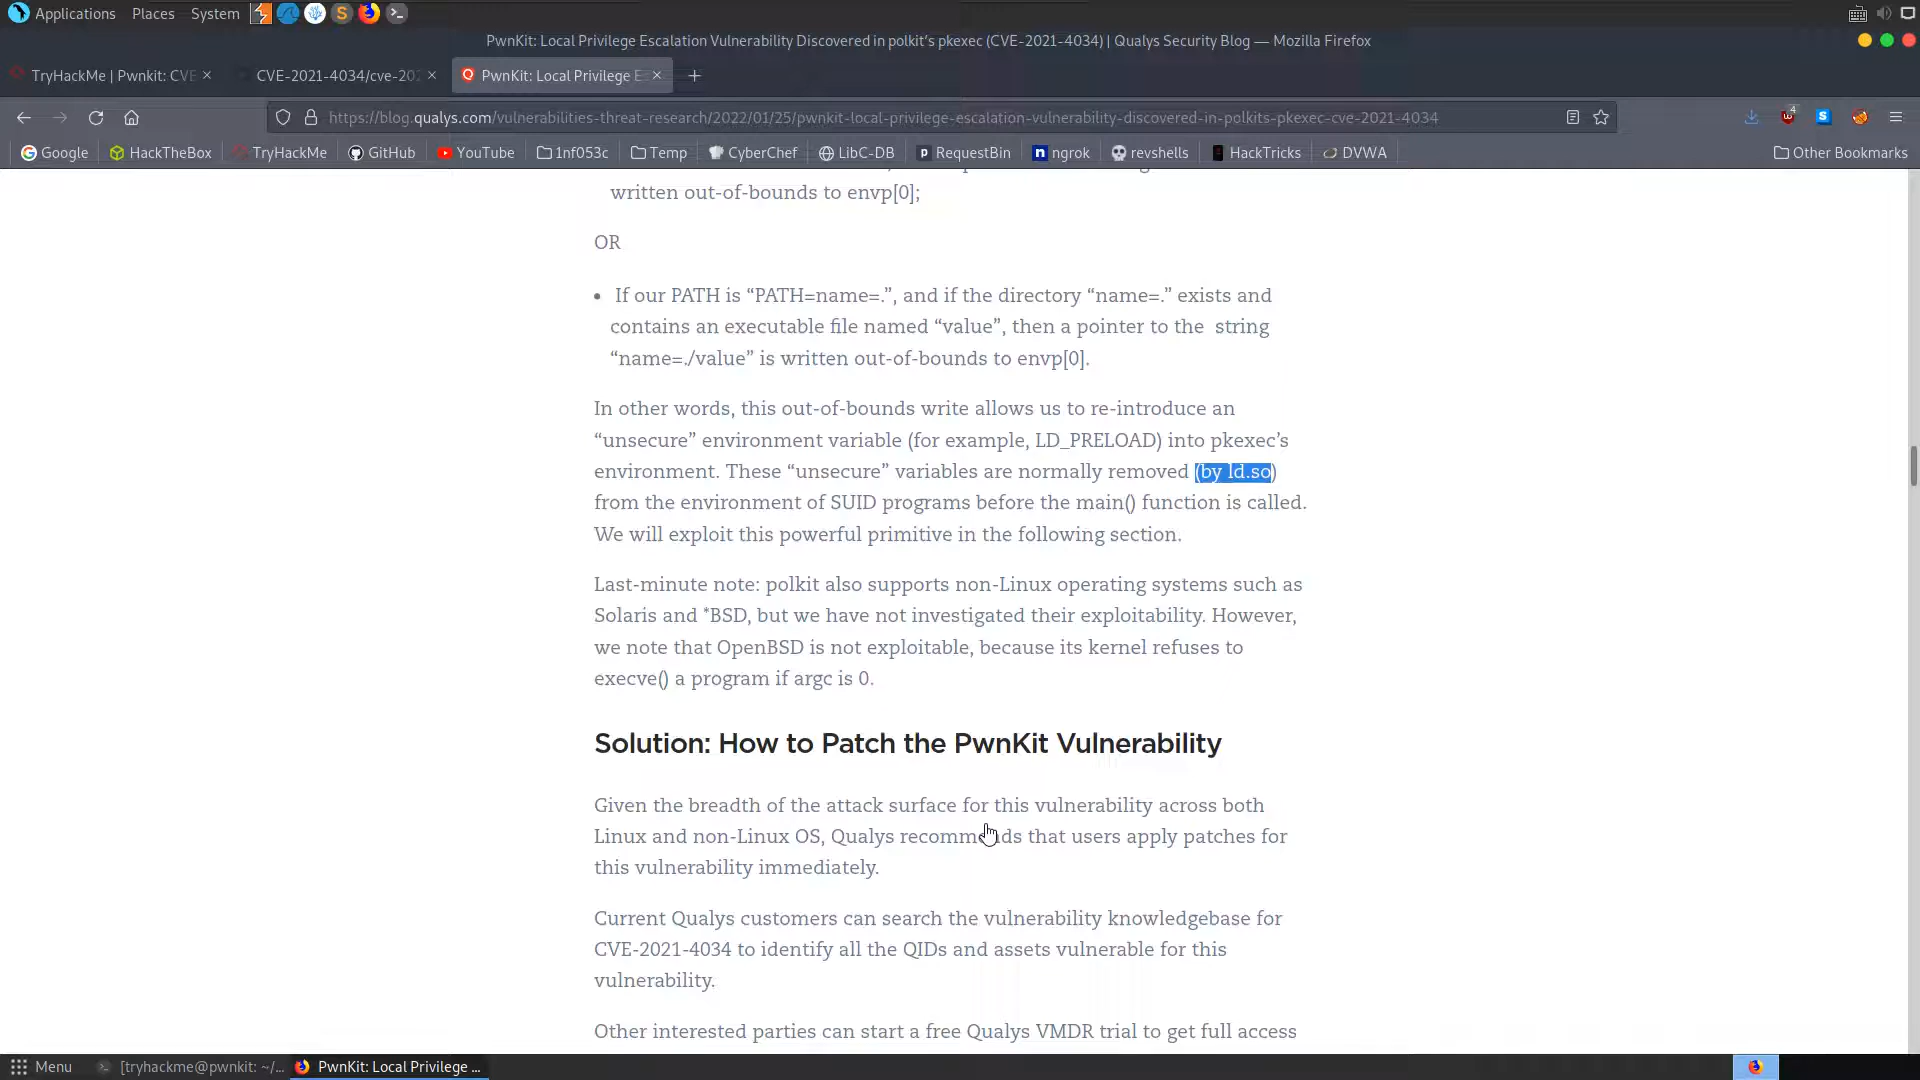 Applications Places System
PwnKit: Local Privilege Escalation Vulnerability Discovered in polkit’s pkexec (CVE-2021-4034) | Qualys Security Blog — Mozilla Firefox
TryHackMe | Pwnkit: CVE
CVE-2021-4034/cve-202
PwnKit: Local Privilege E
https://blog.qualys.com/vulnerabilities-threat-research/2022/01/25/pwnkit-local-privilege-escalation-vulnerability-discovered-in-polkits-pkexec-cve-2021-4034
4
Google HackTheBox TryHackMe GitHub YouTube 1nf053c Temp CyberChef LibC-DB RequestBin ngrok revshells HackTricks DVWA Other Bookmarks
written out-of-bounds to envp[0];
OR
• If our PATH is “PATH=name=.”, and if the directory “name=.” exists and
contains an executable file named “value”, then a pointer to the string
“name=./value” is written out-of-bounds to envp[0].
In other words, this out-of-bounds write allows us to re-introduce an
“unsecure” environment variable (for example, LD_PRELOAD) into pkexec’s
environment. These “unsecure” variables are normally removed (by ld.so)
from the environment of SUID programs before the main() function is called.
We will exploit this powerful primitive in the following section.
Last-minute note: polkit also supports non-Linux operating systems such as
Solaris and *BSD, but we have not investigated their exploitability. However,
we note that OpenBSD is not exploitable, because its kernel refuses to
execve() a program if argc is 0.
Solution: How to Patch the PwnKit Vulnerability
Given the breadth of the attack surface for this vulnerability across both
Linux and non-Linux OS, Qualys recommends that users apply patches for
this vulnerability immediately.
Current Qualys customers can search the vulnerability knowledgebase for
CVE-2021-4034 to identify all the QIDs and assets vulnerable for this
vulnerability.
Other interested parties can start a free Qualys VMDR trial to get full access
Menu [tryhackme@pwnkit: ~/... PwnKit: Local Privilege ...